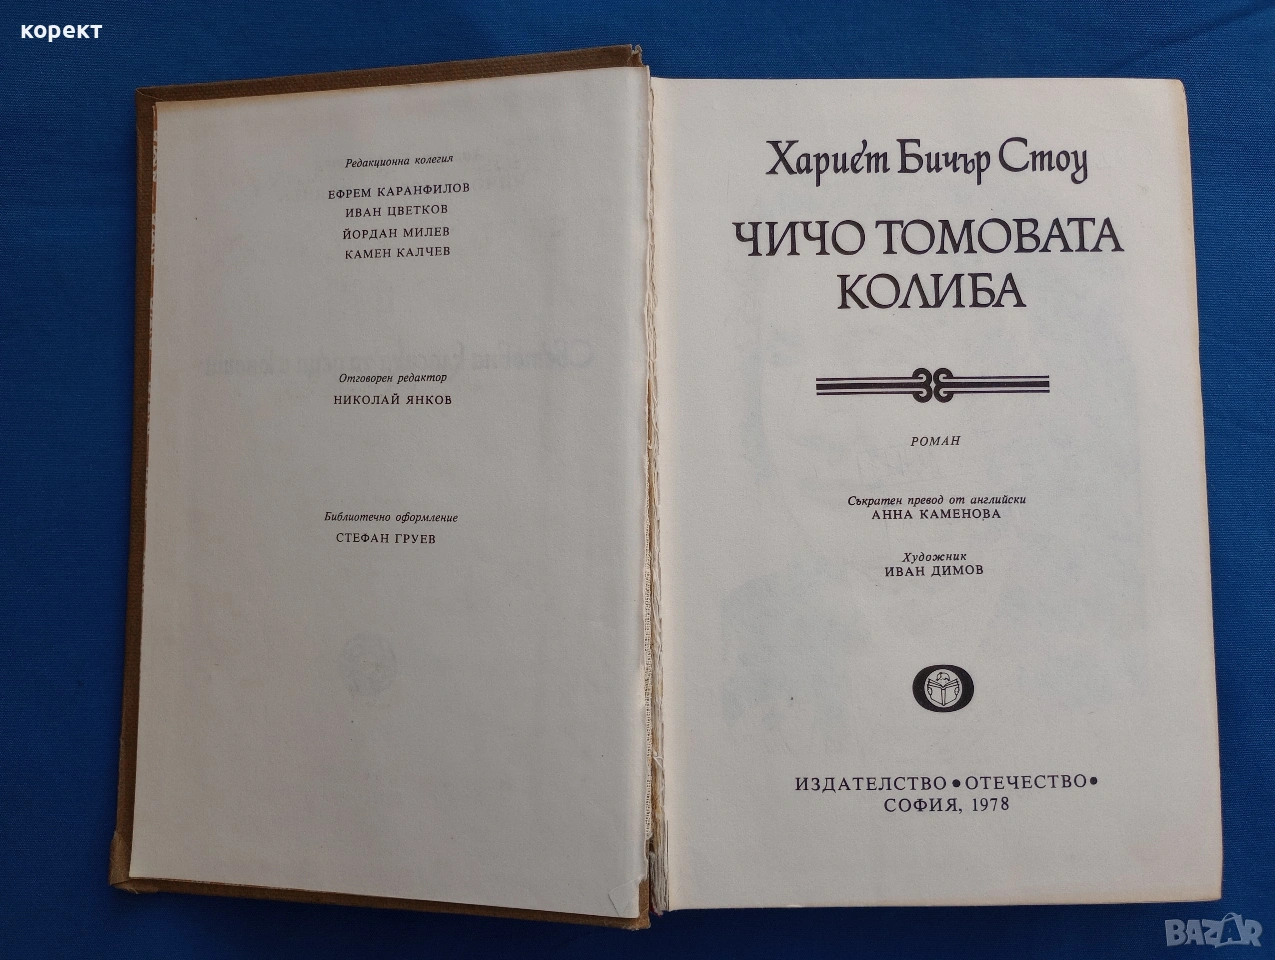 корект
Редакционна колегия
ЕФРЕМ КАРАНФИЛОВ
ИВАН ЦВЕТКОВ
ЙОРДАН МИЛЕВ
КАМЕН КАЛЧЕВ
Отговорен редактор
НИКОЛАЙ ЯНКОВ
Библиотечно оформление
СТЕФАН ГРУЕВ
Хариет Бичър Стоу
ЧИЧО ТОМОВАТА
КОЛИБА
РОМАН
Съкратен превод от английски
АННА КАМЕНОВА
Художник
ИВАН ДИМОВ
ИЗДАТЕЛСТВО • ОТЕЧЕСТВО •
СОФИЯ, 1978
BAZAR